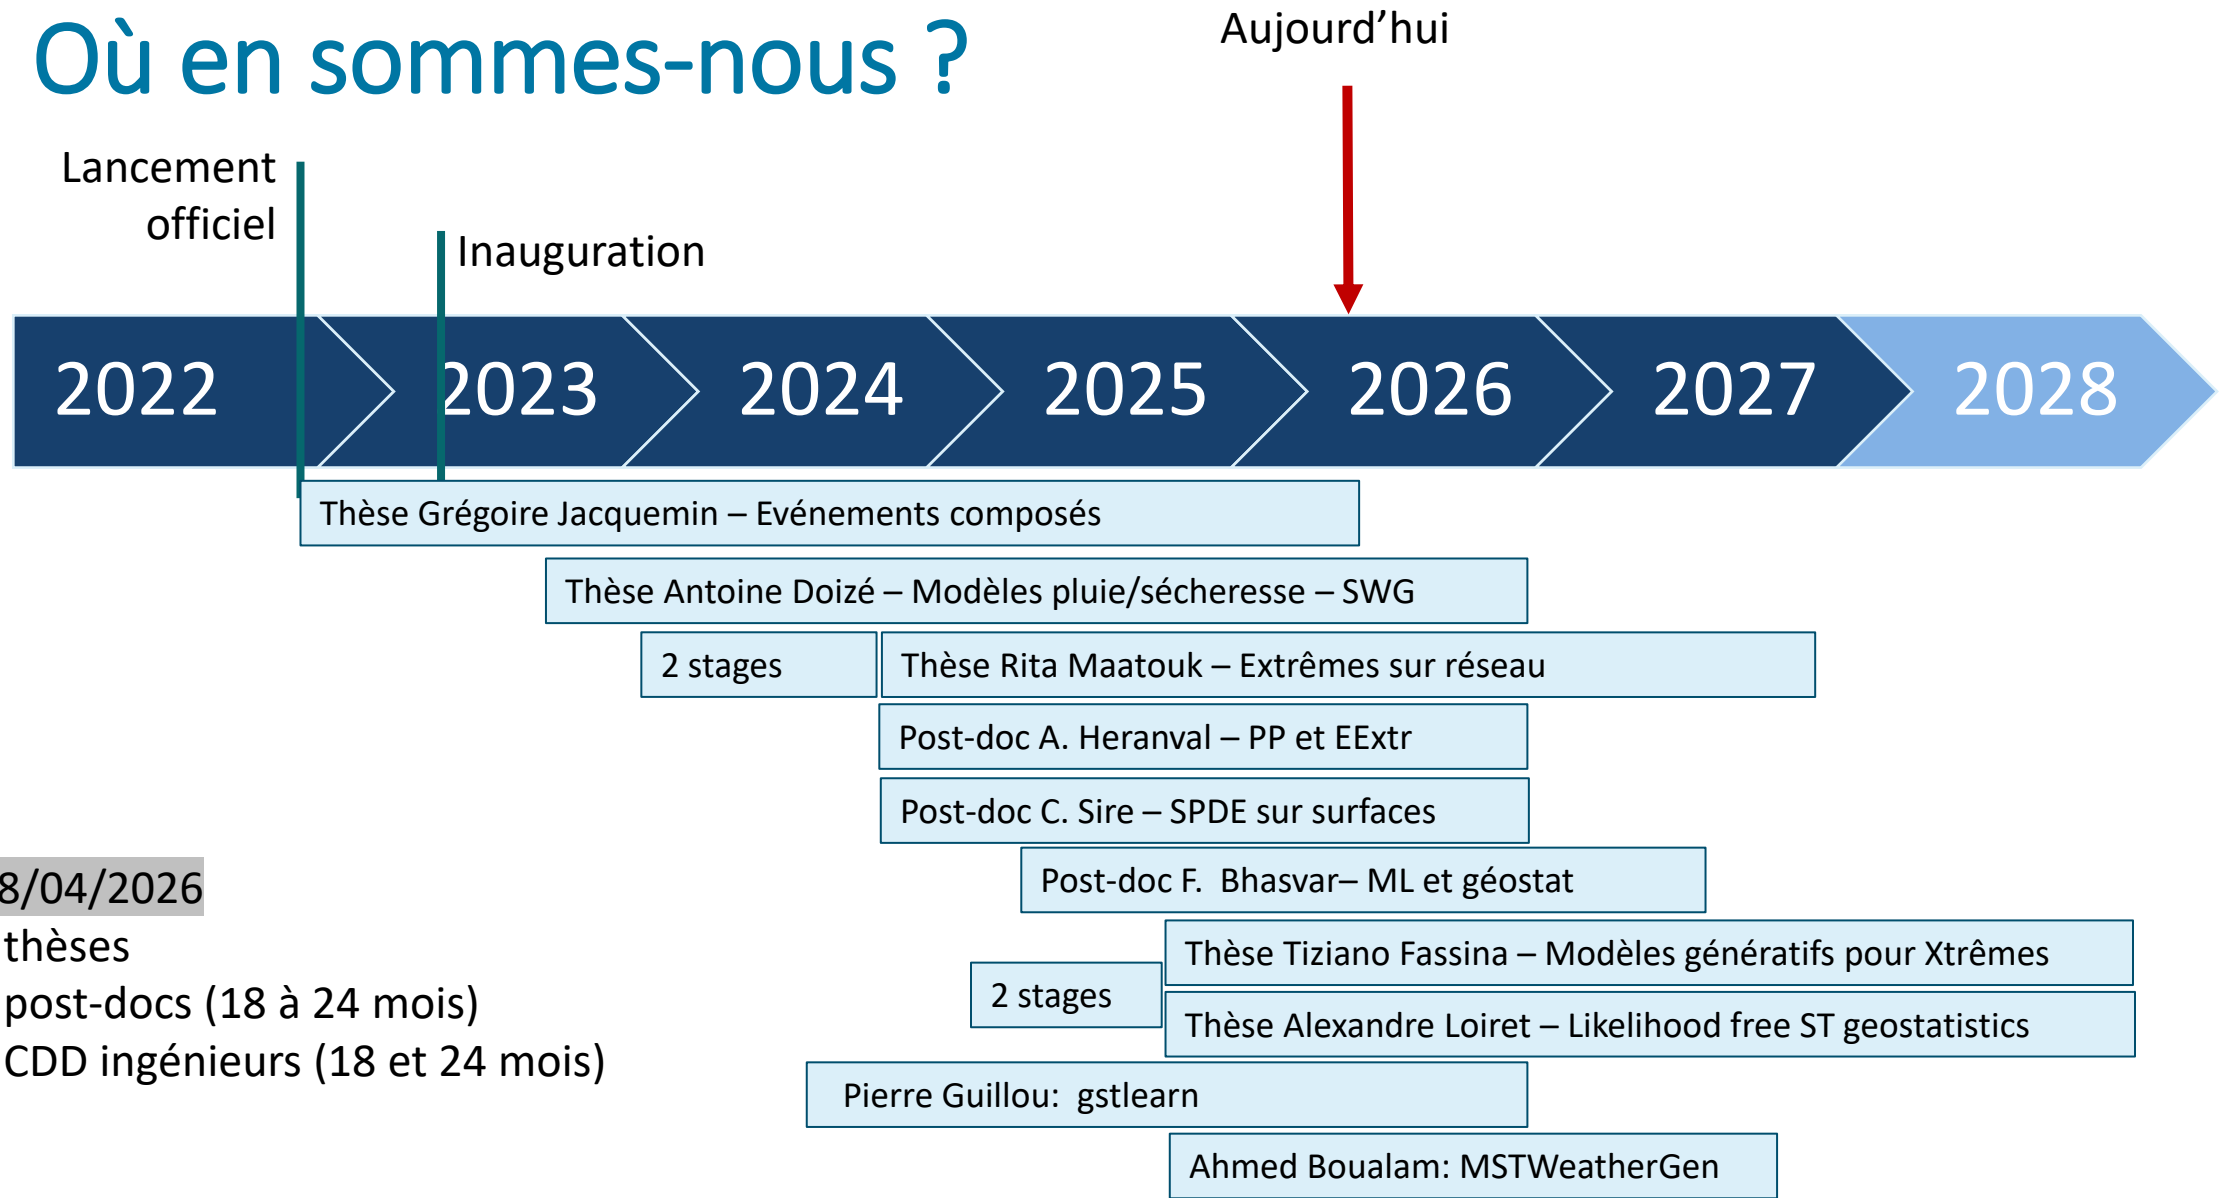 Où en sommes-nous ?
Aujourd’hui
Lancement
officiel
Inauguration
2022
2023
2024
2025
2026
2027
2028
Thèse Grégoire Jacquemin – Evénements composés
Thèse Antoine Doizé – Modèles pluie/sécheresse – SWG
2 stages
Thèse Rita Maatouk – Extrêmes sur réseau
Post-doc A. Heranval – PP et EExtr
Post-doc C. Sire – SPDE sur surfaces
Post-doc F. Bhasvar– ML et géostat
Thèse Tiziano Fassina – Modèles génératifs pour Xtrêmes
2 stages
Thèse Alexandre Loiret – Likelihood free ST geostatistics
Pierre Guillou: gstlearn
Ahmed Boualam: MSTWeatherGen
8/04/2026
thèses
post-docs (18 à 24 mois)
CDD ingénieurs (18 et 24 mois)